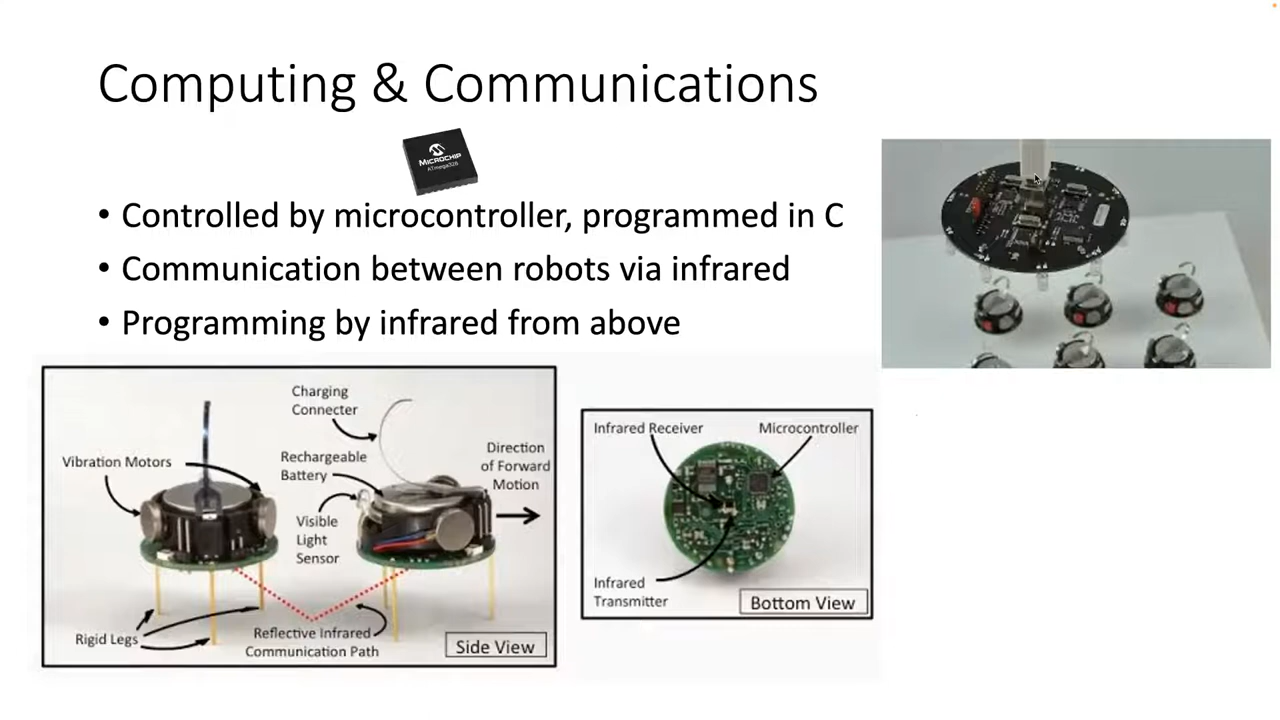 Computing & Communications
MICROCHIP
ATmega328
• Controlled by microcontroller, programmed in C
• Communication between robots via infrared
• Programming by infrared from above
Charging
Connecter
Vibration Motors
Rechargeable
Battery
Direction
of Forward
Motion
Visible
Light
Sensor
Rigid Legs
Reflective Infrared
Communication Path
Side View
Infrared Receiver
Microcontroller
Infrared
Transmitter
Bottom View